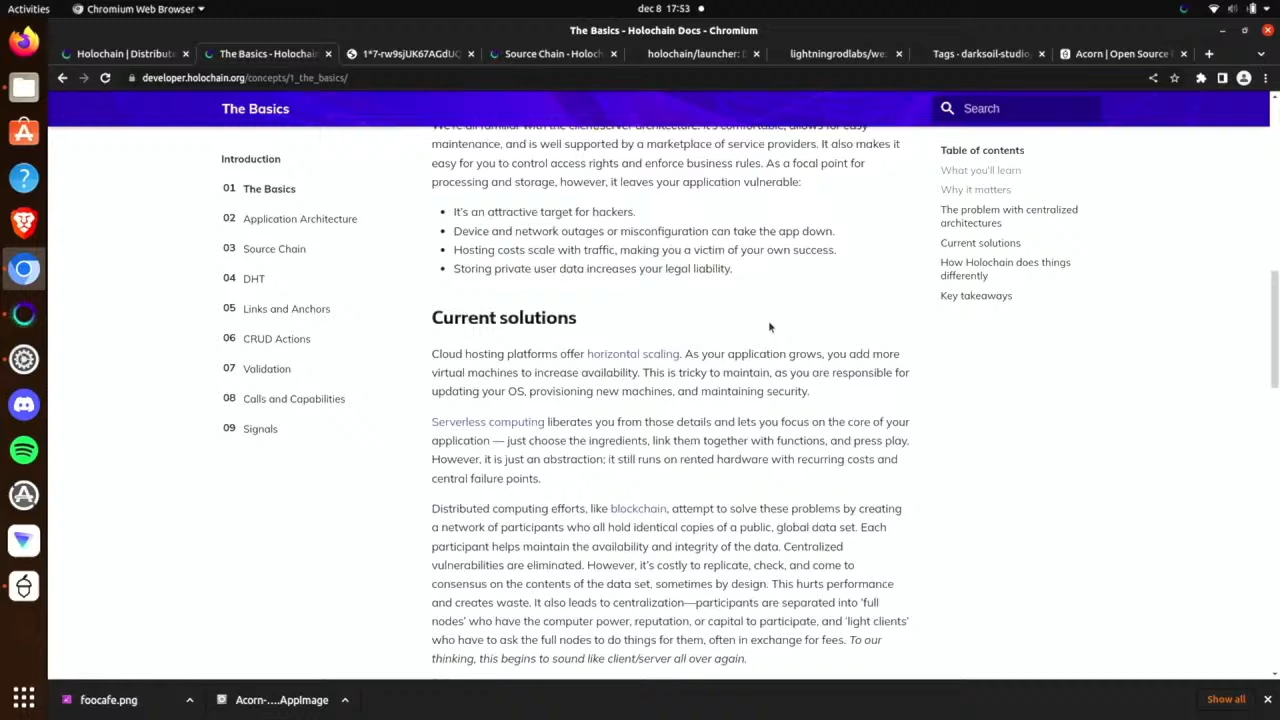 Activities
Chromium Web Browser
dec 8 17:53
The Basics - Holochain Docs - Chromium
Holochain | Distribut
The Basics - Holochain
1*7-rw9sjUK67AGdUC
Source Chain - Holoch
holochain/launcher: D
lightningrodlabs/we
Tags - darksoil-studio
Acorn | Open Source
developer.holochain.org/concepts/1_the_basics/
The Basics
Search
Introduction
01 The Basics
02 Application Architecture
03 Source Chain
04 DHT
05 Links and Anchors
06 CRUD Actions
07 Validation
08 Calls and Capabilities
09 Signals
We're all familiar with the client/server architecture. It's comfortable, allows for easy
maintenance, and is well supported by a marketplace of service providers. It also makes it
easy for you to control access rights and enforce business rules. As a focal point for
processing and storage, however, it leaves your application vulnerable:
• It's an attractive target for hackers.
• Device and network outages or misconfiguration can take the app down.
• Hosting costs scale with traffic, making you a victim of your own success.
• Storing private user data increases your legal liability.
Current solutions
Cloud hosting platforms offer horizontal scaling. As your application grows, you add more
virtual machines to increase availability. This is tricky to maintain, as you are responsible for
updating your OS, provisioning new machines, and maintaining security.
Serverless computing liberates you from those details and lets you focus on the core of your
application — just choose the ingredients, link them together with functions, and press play.
However, it is just an abstraction; it still runs on rented hardware with recurring costs and
central failure points.
Distributed computing efforts, like blockchain, attempt to solve these problems by creating
a network of participants who all hold identical copies of a public, global data set. Each
participant helps maintain the availability and integrity of the data. Centralized
vulnerabilities are eliminated. However, it's costly to replicate, check, and come to
consensus on the contents of the data set, sometimes by design. This hurts performance
and creates waste. It also leads to centralization—participants are separated into 'full
nodes' who have the computer power, reputation, or capital to participate, and 'light clients'
who have to ask the full nodes to do things for them, often in exchange for fees. To our
thinking, this begins to sound like client/server all over again.
Table of contents
What you'll learn
Why it matters
The problem with centralized
architectures
Current solutions
How Holochain does things
differently
Key takeaways
foocafe.png
Acorn-....AppImage
Show all